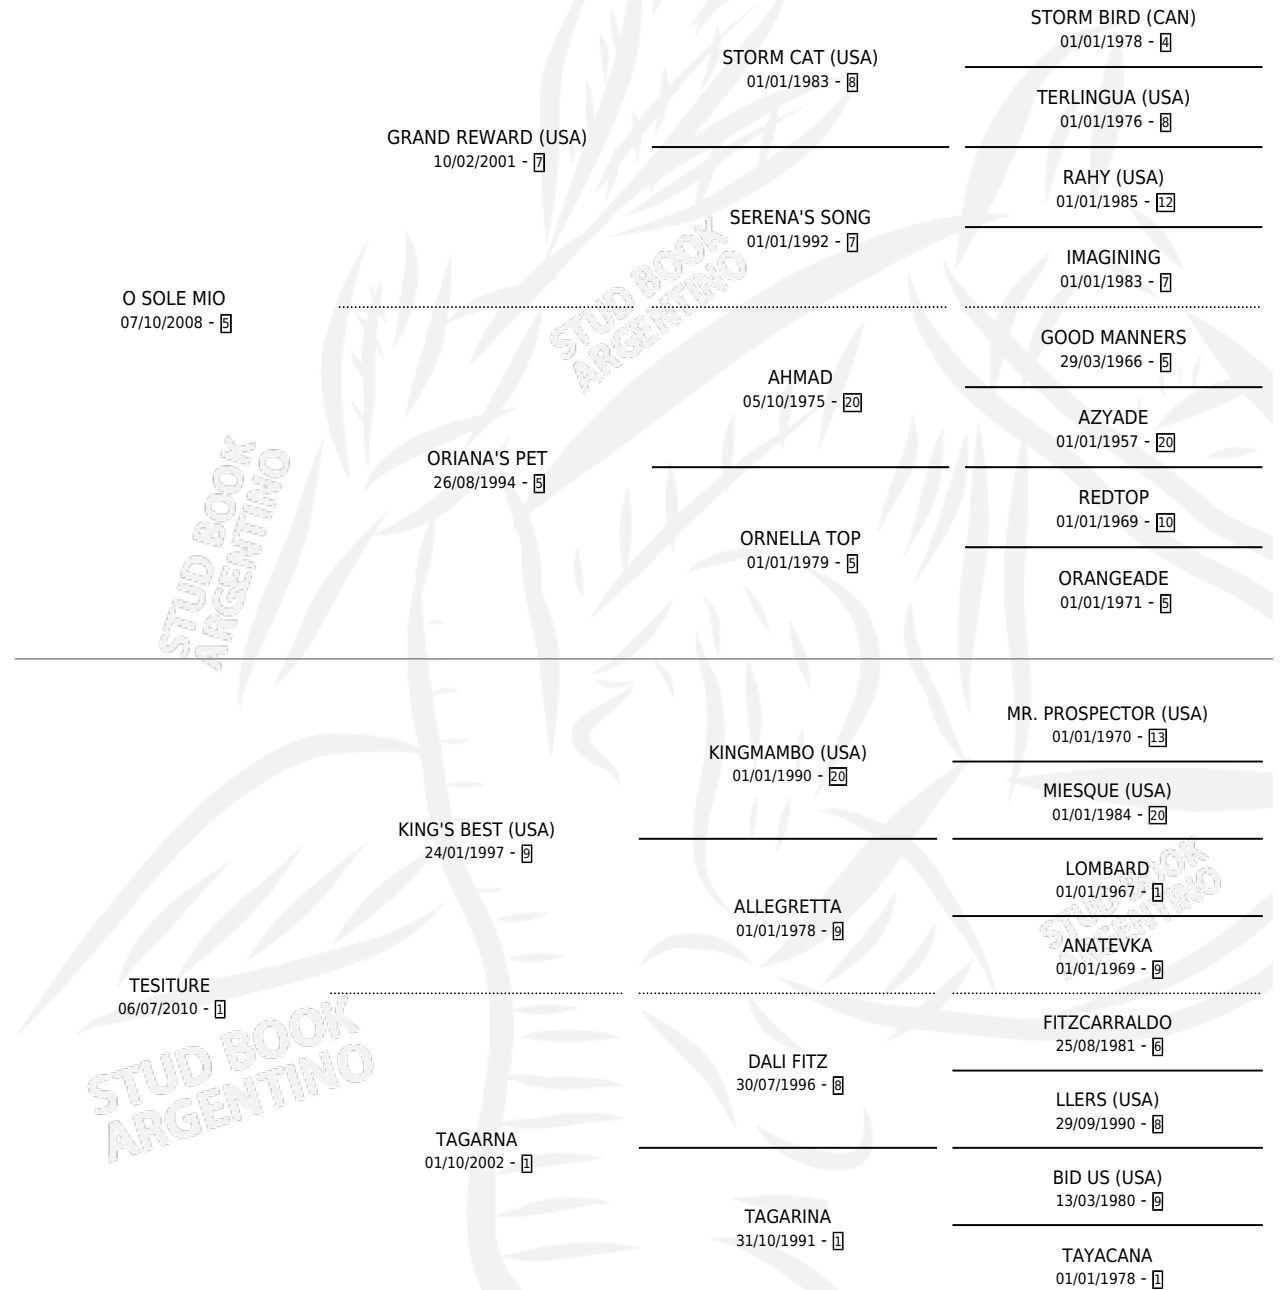 STORM BIRD (CAN)
01/01/1978 - 4
STORM CAT (USA)
01/01/1983 - 8
TERLINGUA (USA)
01/01/1976 - 8
GRAND REWARD (USA)
10/02/2001 - 7
RAHY (USA)
01/01/1985 - 12
SERENA'S SONG
01/01/1992 - 7
IMAGINING
01/01/1983 - 7
O SOLE MIO
07/10/2008 - 5
GOOD MANNERS
29/03/1966 - 5
AHMAD
05/10/1975 - 20
AZYADE
01/01/1957 - 20
ORIANA'S PET
26/08/1994 - 5
REDTOP
01/01/1969 - 10
ORNELLA TOP
01/01/1979 - 5
ORANGEADE
01/01/1971 - 5
MR. PROSPECTOR (USA)
01/01/1970 - 13
KINGMAMBO (USA)
01/01/1990 - 20
MIESQUE (USA)
01/01/1984 - 20
KING'S BEST (USA)
24/01/1997 - 9
LOMBARD
01/01/1967 - 1
ALLEGRETTA
01/01/1978 - 9
ANATEVKA
01/01/1969 - 9
TESITURE
06/07/2010 - 1
FITZCARRALDO
25/08/1981 - 6
DALI FITZ
30/07/1996 - 8
LLERS (USA)
29/09/1990 - 8
TAGARNA
01/10/2002 - 1
BID US (USA)
13/03/1980 - 9
TAGARINA
31/10/1991 - 1
TAYACANA
01/01/1978 - 1
STUD BOOK
ARGENTINO
STUD BOOK
ARGENTINO
STUD BOOK
ARGENTINO
STUD BOOK
ARGENTINO